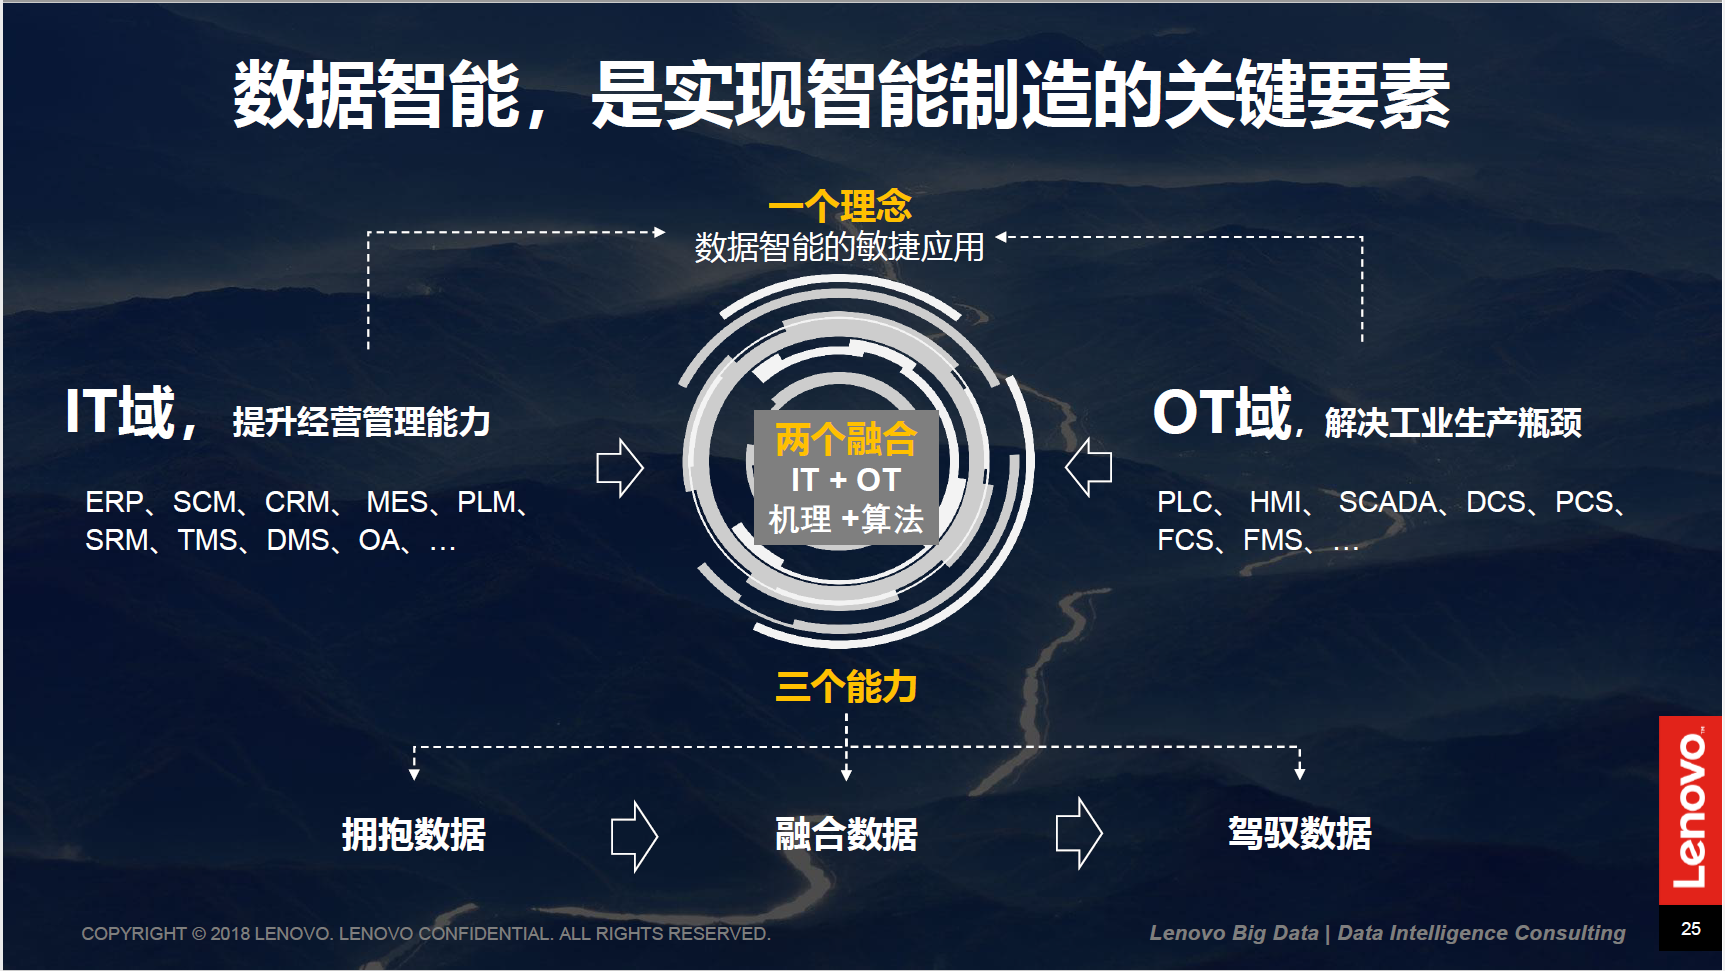 数据智能，是实现智能制造的关键要素
一个理念
数据智能的敏捷应用
IT域，提升经营管理能力
ERP、SCM、CRM、 MES、PLM、
SRM、TMS、DMS、OA、…
两个融合
IT + OT
机理 +算法
OT域，解决工业生产瓶颈
PLC、 HMI、 SCADA、DCS、PCS、
FCS、FMS、…
三个能力
拥抱数据
融合数据
驾驭数据
Lenovo™
COPYRIGHT © 2018 LENOVO. LENOVO CONFIDENTIAL. ALL RIGHTS RESERVED.
Lenovo Big Data | Data Intelligence Consulting
25